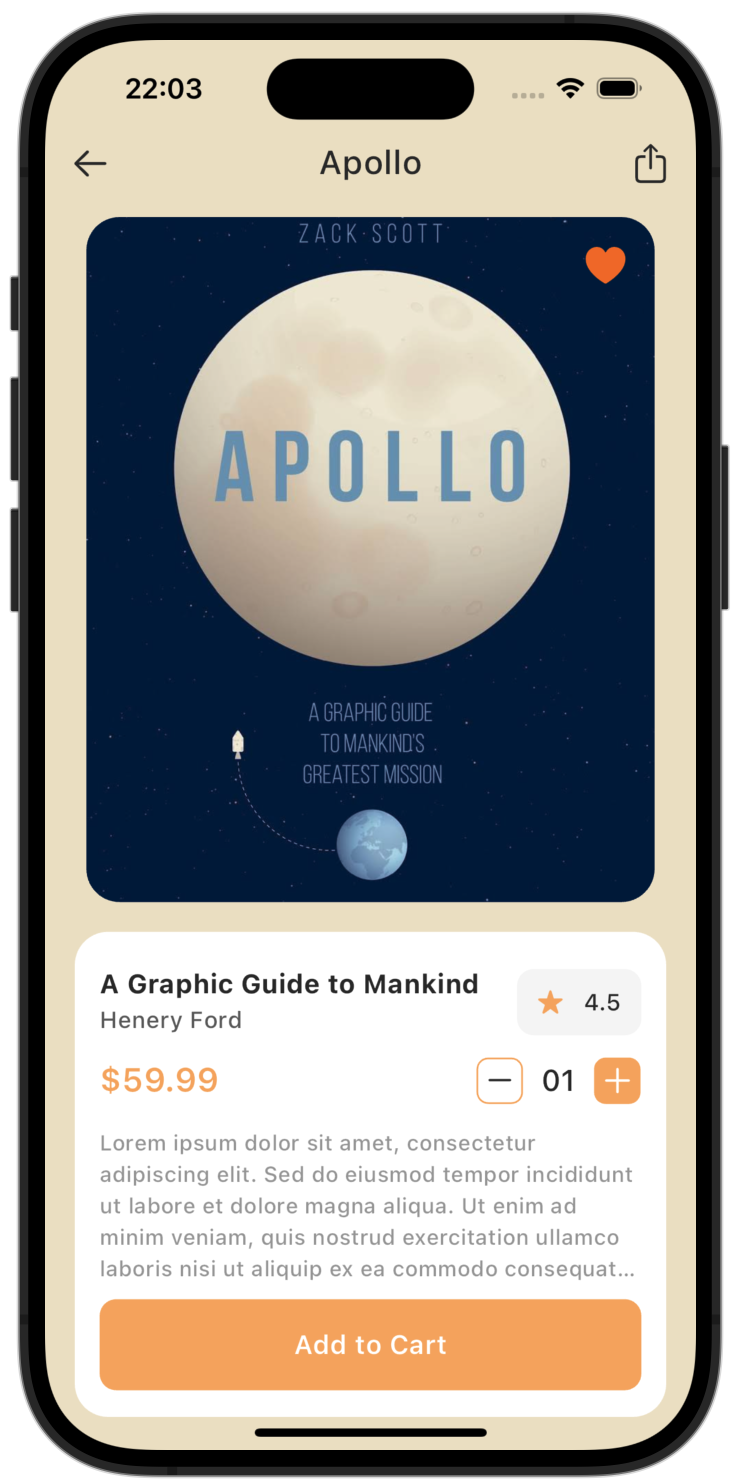 22:03
Apollo
ZACK SCOTT
APOLLO
A GRAPHIC GUIDE
TO MANKIND'S
GREATEST MISSION
A Graphic Guide to Mankind
Henery Ford
4.5
$59.99
01
Lorem ipsum dolor sit amet, consectetur
adipiscing elit. Sed do eiusmod tempor incididunt
ut labore et dolore magna aliqua. Ut enim ad
minim veniam, quis nostrud exercitation ullamco
laboris nisi ut aliquip ex ea commodo consequat...
Add to Cart